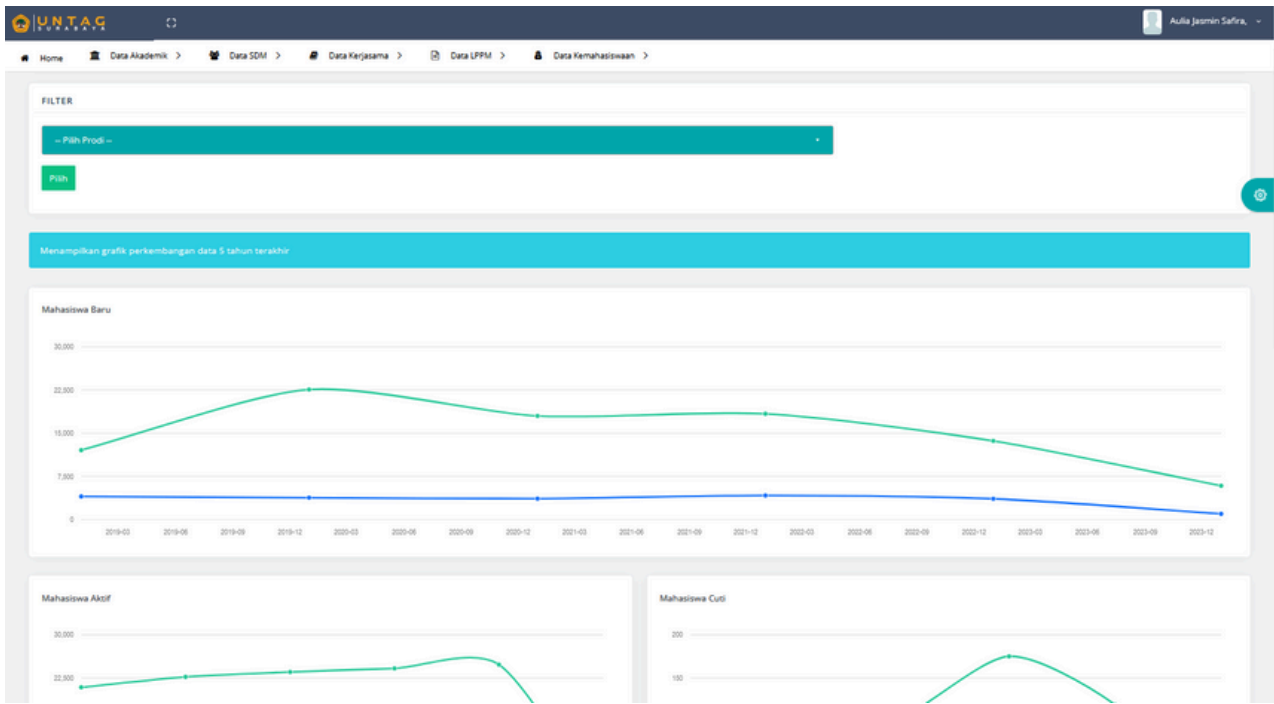 UNTAG
SURABAYA
Aulia Jasmin Safira,
Home Data Akademik > Data SDM > Data Kerjasama > Data LPPM > Data Kemahasiswaan >
FILTER
-- Pilih Prodi --
Pilih
Menampilkan grafik perkembangan data 5 tahun terakhir
Mahasiswa Baru
30,000
22,500
15,000
7,500
0
2019-03 2019-06 2019-09 2019-12 2020-03 2020-06 2020-09 2020-12 2021-03 2021-06 2021-09 2021-12 2022-03 2022-06 2022-09 2022-12 2023-03 2023-06 2023-09 2023-12
Mahasiswa Aktif
30,000
22,500
Mahasiswa Cuti
200
150